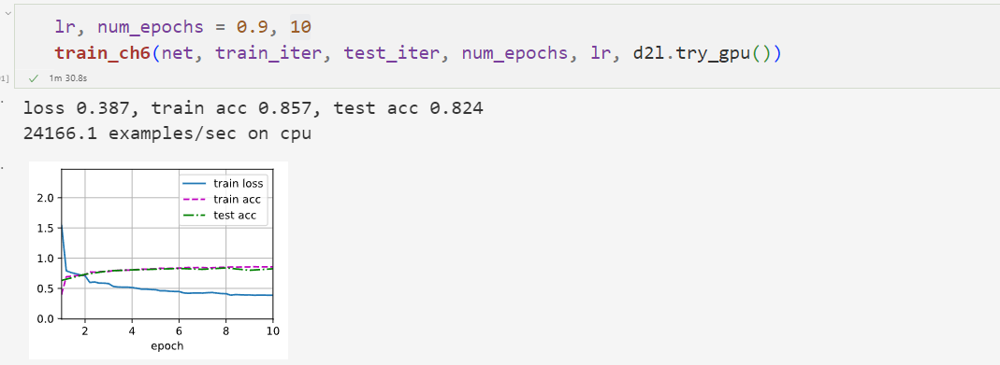 lr, num_epochs = 0.9, 10
train_ch6(net, train_iter, test_iter, num_epochs, lr, d2l.try_gpu())
1]
1m 30.8s
loss 0.387, train acc 0.857, test acc 0.824
24166.1 examples/sec on cpu
train loss
train acc
test acc
2.0
1.5
1.0
0.5
0.0
2 4 6 8 10
epoch